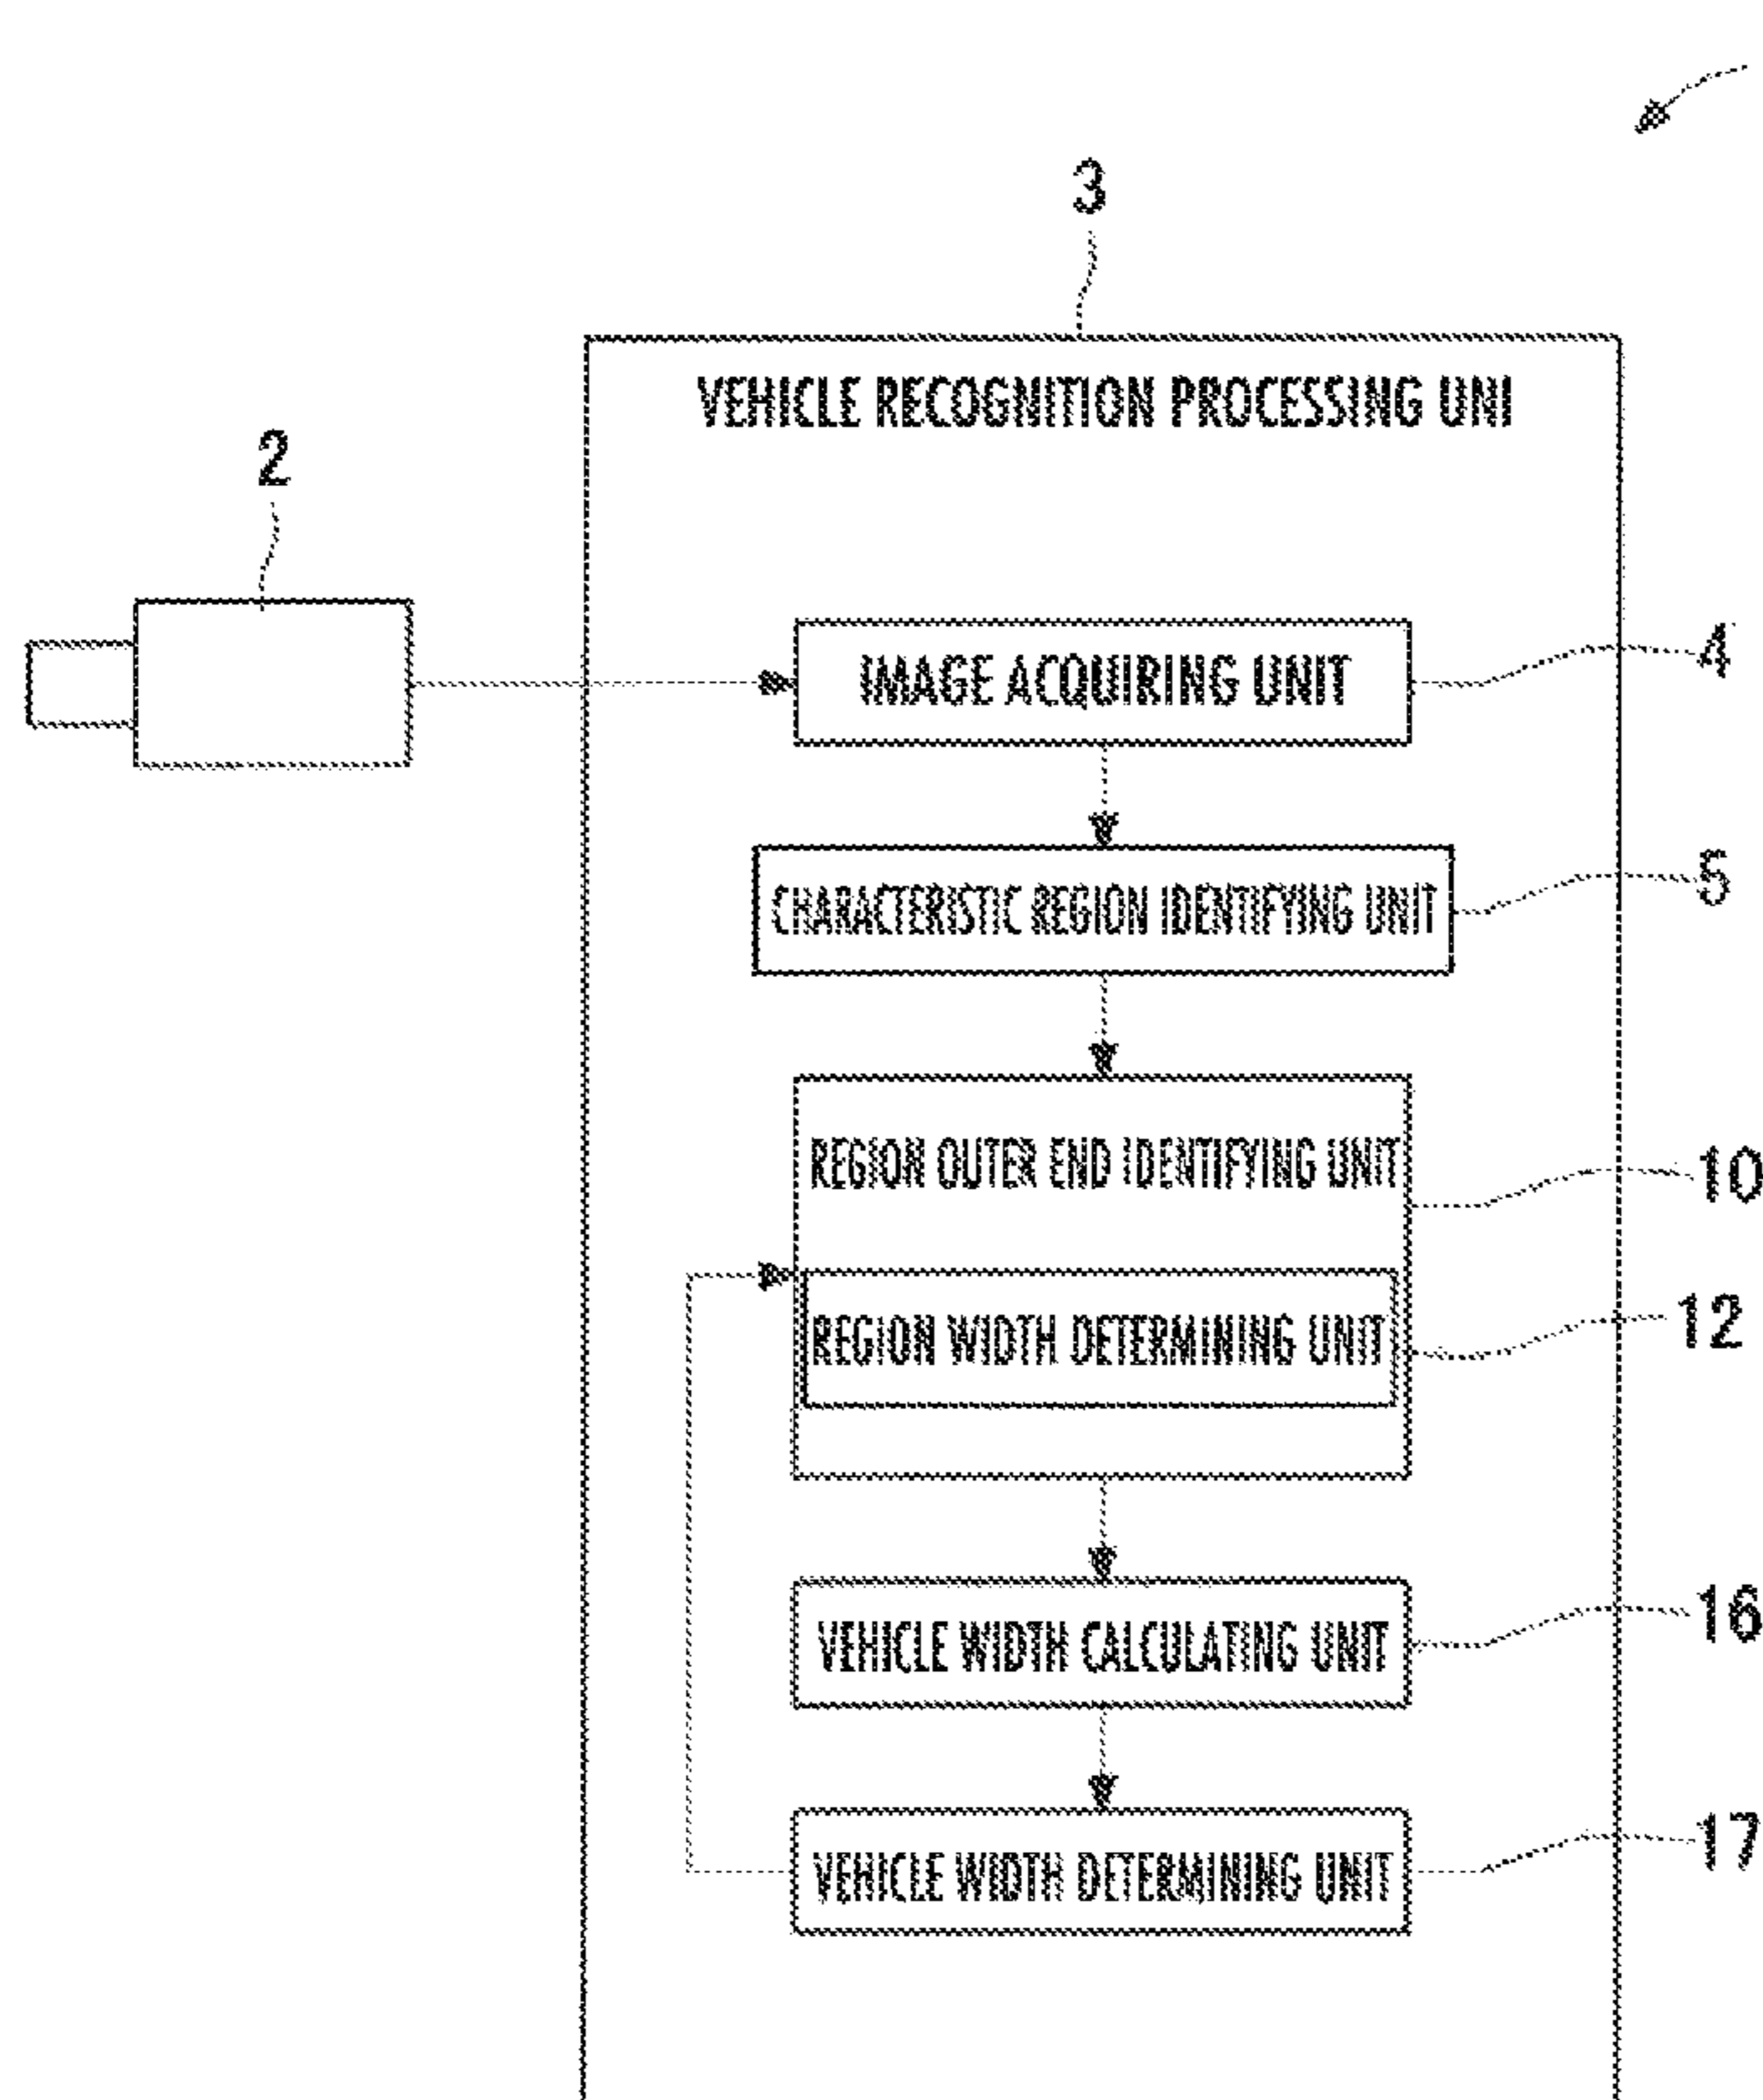 3
VEHICLE RECOGNITION PROCESSING UNI
2
IMAGE ACQUIRING UNIT
4
CHARACTERISTIC REGION IDENTIFYING UNIT
5
REGION OUTER END IDENTIFYING UNIT
10
REGION WIDTH DETERMINING UNIT
12
VEHICLE WIDTH CALCULATING UNIT
16
VEHICLE WIDTH DETERMINING UNIT
17